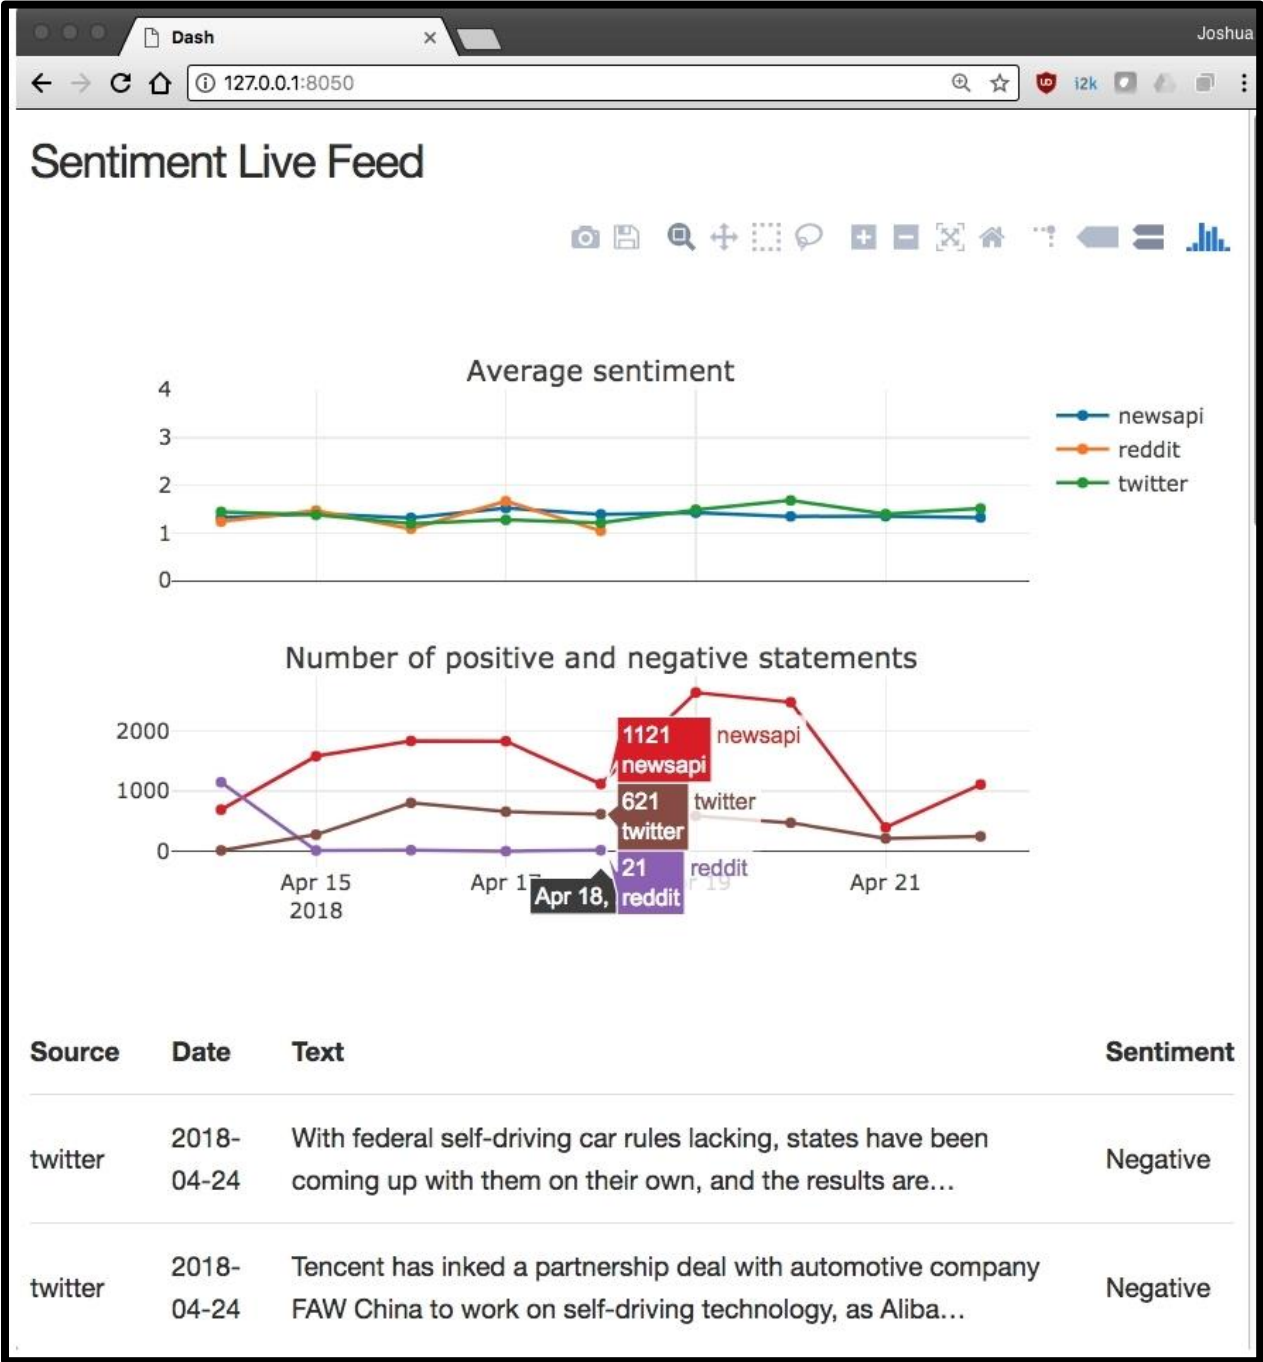 Dash
Joshua
127.0.0.1:8050
i2k
Sentiment Live Feed
Average sentiment
4
3
2
1
0
newsapi
reddit
twitter
Number of positive and negative statements
2000
1000
0
1121
newsapi
newsapi
621
twitter
twitter
21
reddit
reddit
Apr 18,
Apr 15
2018
Apr 17
Apr 21
Source Date Text Sentiment
twitter
2018-
04-24
With federal self-driving car rules lacking, states have been
coming up with them on their own, and the results are…
Negative
twitter
2018-
04-24
Tencent has inked a partnership deal with automotive company
FAW China to work on self-driving technology, as Aliba…
Negative